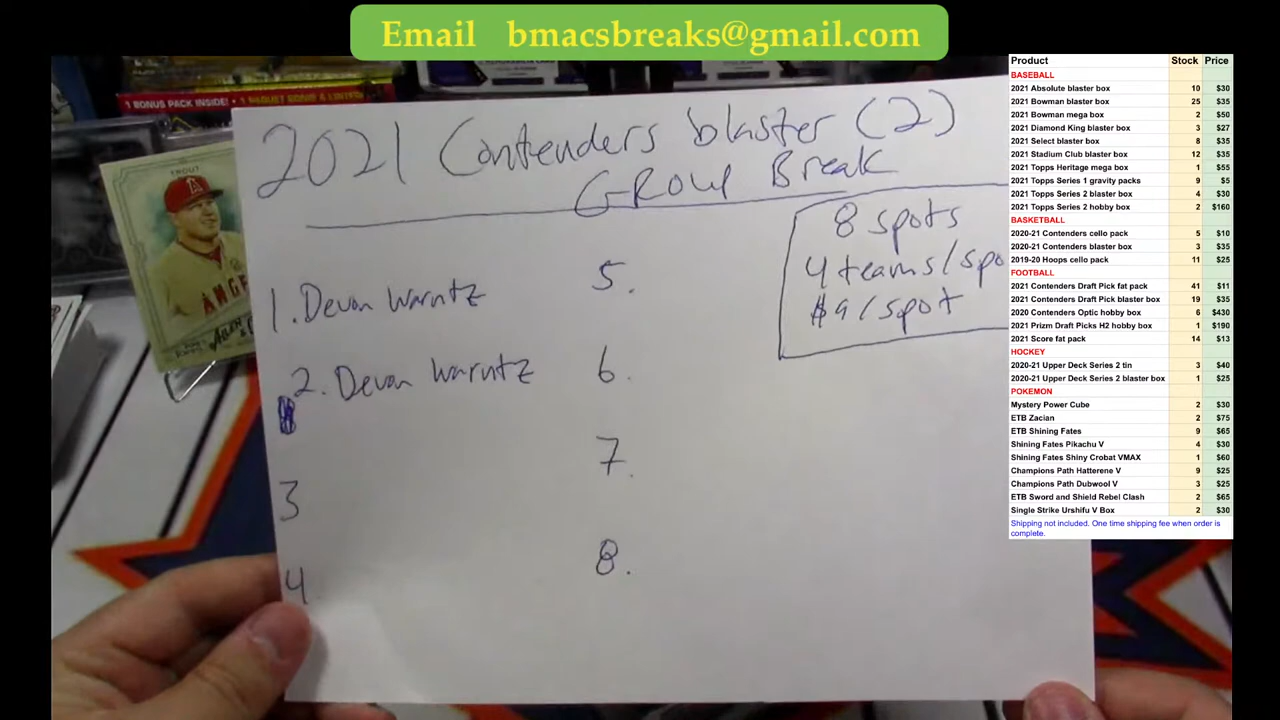 Email bmacsbreaks@gmail.com
1 BONUS PACK INSIDE!
TROUT
ANGE
2021 Contenders blaster (2)
Group Break
8 spots
4 teams/spo
$9/spot
1. Devon Warntz
2. Devon Warntz
3
4.
5.
6.
7.
8.
Product Stock Price
BASEBALL
2021 Absolute blaster box 10 $30
2021 Bowman blaster box 25 $35
2021 Bowman mega box 2 $50
2021 Diamond King blaster box 3 $27
2021 Select blaster box 8 $35
2021 Stadium Club blaster box 12 $35
2021 Topps Heritage mega box 1 $55
2021 Topps Series 1 gravity packs 9 $5
2021 Topps Series 2 blaster box 4 $30
2021 Topps Series 2 hobby box 2 $160
BASKETBALL
2020-21 Contenders cello pack 5 $10
2020-21 Contenders blaster box 3 $35
2019-20 Hoops cello pack 11 $25
FOOTBALL
2021 Contenders Draft Pick fat pack 41 $11
2021 Contenders Draft Pick blaster box 19 $35
2020 Contenders Optic hobby box 6 $430
2021 Prizm Draft Picks H2 hobby box 1 $190
2021 Score fat pack 14 $13
HOCKEY
2020-21 Upper Deck Series 2 tin 3 $40
2020-21 Upper Deck Series 2 blaster box 1 $25
POKEMON
Mystery Power Cube 2 $30
ETB Zacian 2 $75
ETB Shining Fates 9 $65
Shining Fates Pikachu V 4 $30
Shining Fates Shiny Crobat VMAX 1 $60
Champions Path Hatterene V 9 $25
Champions Path Dubwool V 3 $25
ETB Sword and Shield Rebel Clash 2 $65
Single Strike Urshifu V Box 2 $30
Shipping not included. One time shipping fee when order is
complete.